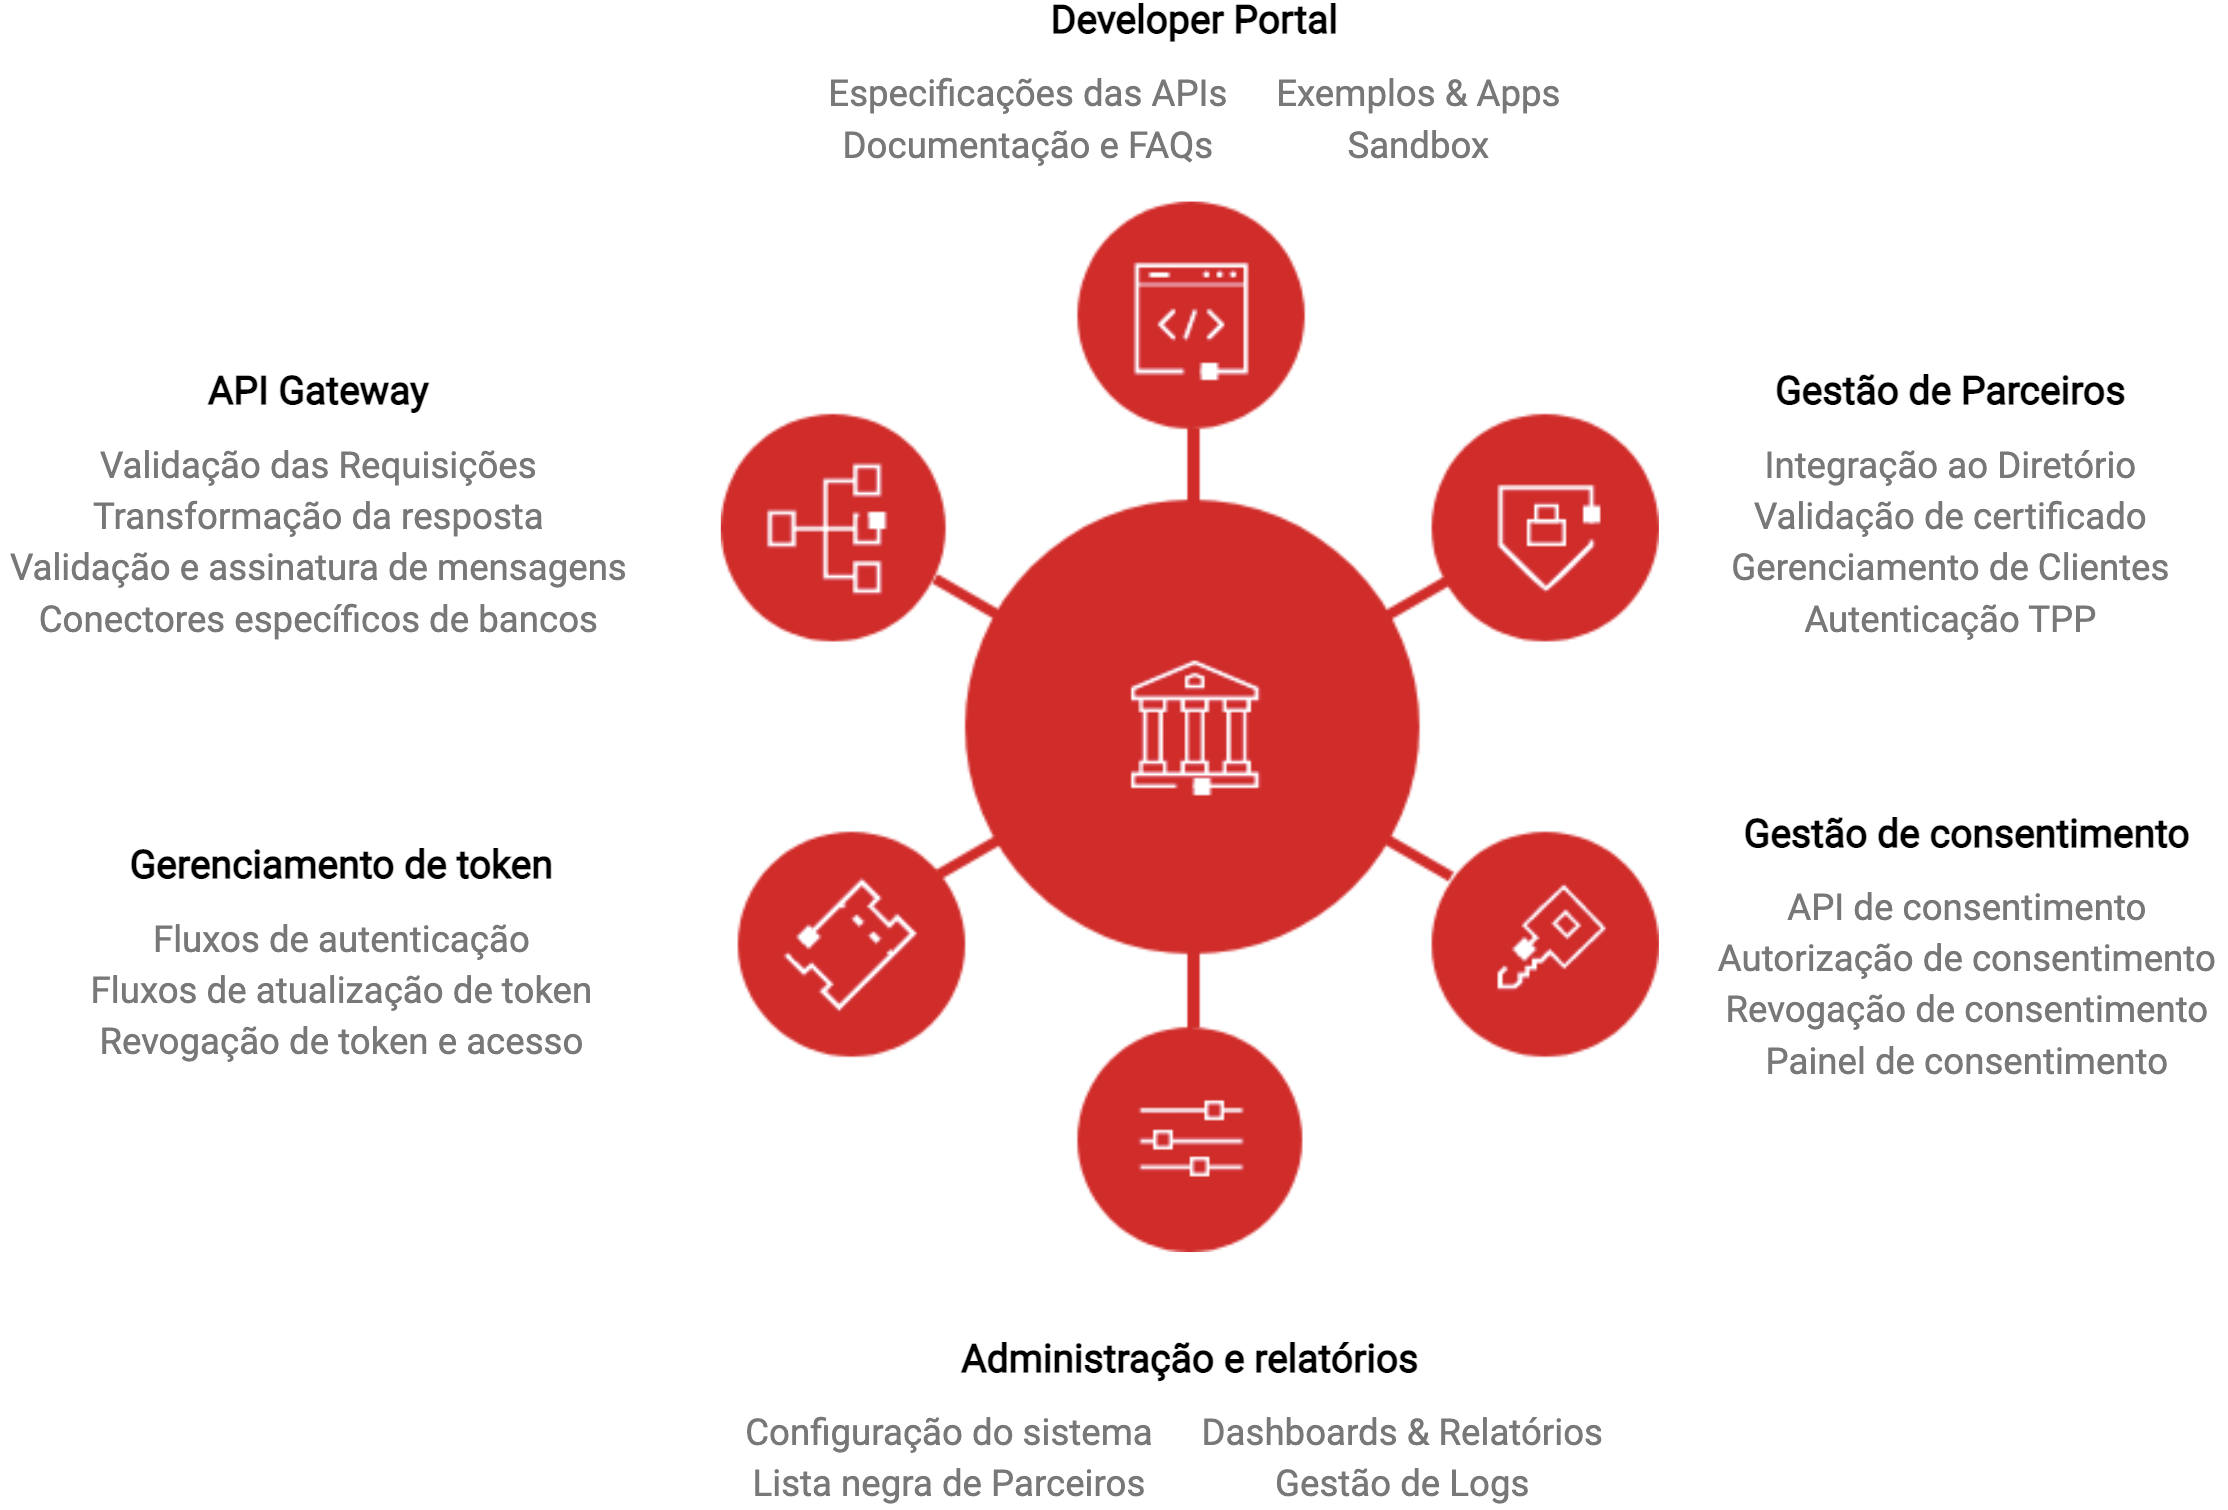 Developer Portal
Especificações das APIs
Documentação e FAQs
Exemplos & Apps
Sandbox
API Gateway
Validação das Requisições
Transformação da resposta
Validação e assinatura de mensagens
Conectores específicos de bancos
Gestão de Parceiros
Integração ao Diretório
Validação de certificado
Gerenciamento de Clientes
Autenticação TPP
Gerenciamento de token
Fluxos de autenticação
Fluxos de atualização de token
Revogação de token e acesso
Gestão de consentimento
API de consentimento
Autorização de consentimento
Revogação de consentimento
Painel de consentimento
Administração e relatórios
Configuração do sistema
Lista negra de Parceiros
Dashboards & Relatórios
Gestão de Logs